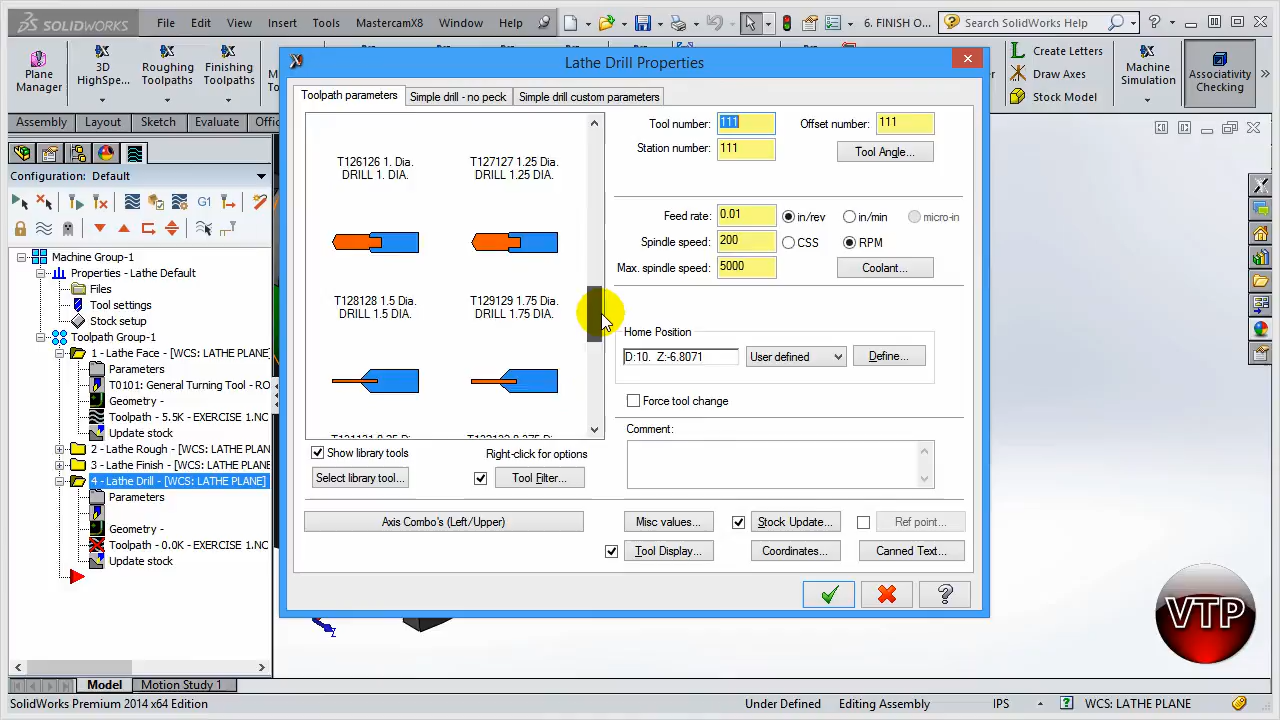 SOLIDWORKS
File
Edit
View
Insert
Tools
MastercamX8
Window
Help
6. FINISH O...
Search SolidWorks Help
Plane
Manager
3D
HighSpe...
Roughing
Toolpaths
Finishing
Toolpaths
Create Letters
Draw Axes
Stock Model
Machine
Simulation
Associativity
Checking
Assembly
Layout
Sketch
Evaluate
Configuration: Default
G1
Machine Group-1
Properties - Lathe Default
Files
Tool settings
Stock setup
Toolpath Group-1
1 - Lathe Face - [WCS: LATHE PLANE]
Parameters
T0101: General Turning Tool - RO
Geometry -
Toolpath - 5.5K - EXERCISE 1.NC
Update stock
2 - Lathe Rough - [WCS: LATHE PLAN
3 - Lathe Finish - [WCS: LATHE PLANE
4 - Lathe Drill - [WCS: LATHE PLANE]
Parameters
Geometry -
Toolpath - 0.0K - EXERCISE 1.NC
Update stock
Lathe Drill Properties
Toolpath parameters
Simple drill - no peck
Simple drill custom parameters
T126126 1. Dia.
DRILL 1. DIA.
T127127 1.25 Dia.
DRILL 1.25 DIA.
T128128 1.5 Dia.
DRILL 1.5 DIA.
T129129 1.75 Dia.
DRILL 1.75 DIA.
Show library tools
Right-click for options
Select library tool...
Tool Filter...
Axis Combo's (Left/Upper)
Tool number: 111
Offset number: 111
Station number: 111
Tool Angle...
Feed rate: 0.01
in/rev
in/min
micro-in
Spindle speed: 200
CSS
RPM
Max. spindle speed: 5000
Coolant...
Home Position
D:10. Z:-6.8071
User defined
Define...
Force tool change
Comment:
Misc values...
Stock Update...
Ref point...
Tool Display...
Coordinates...
Canned Text...
Z
VTP
Model
Motion Study 1
SolidWorks Premium 2014 x64 Edition
Under Defined
Editing Assembly
IPS
WCS: LATHE PLANE